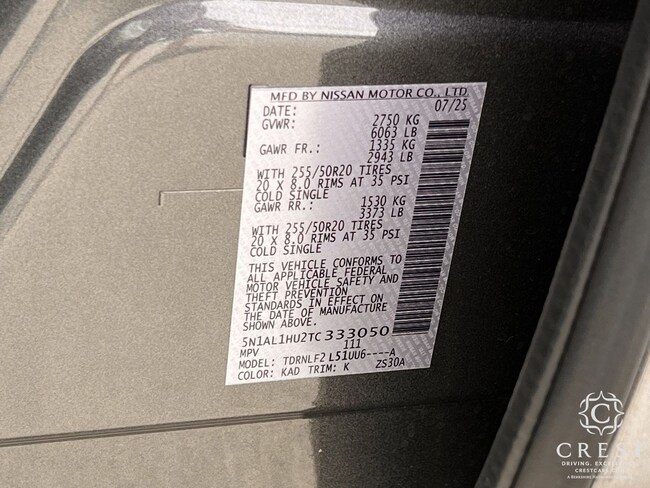 MFD BY NISSAN MOTOR CO., LTD.
DATE: 07/25
GVWR: 2750 KG
6063 LB
GAWR FR.: 1335 KG
2943 LB
WITH 255/50R20 TIRES
20 X 8.0 RIMS AT 35 PSI
COLD SINGLE
GAWR RR.: 1530 KG
3373 LB
WITH 255/50R20 TIRES
20 X 8.0 RIMS AT 35 PSI
COLD SINGLE
THIS VEHICLE CONFORMS TO
ALL APPLICABLE FEDERAL
MOTOR VEHICLE SAFETY AND
THEFT PREVENTION
STANDARDS IN EFFECT ON
THE DATE OF MANUFACTURE
SHOWN ABOVE.
5N1AL1HU2TC333050
MPV 111
MODEL: TDRNLF2L51UU6----A
COLOR: KAD TRIM: K ZS30A
C
CREST
DRIVING.